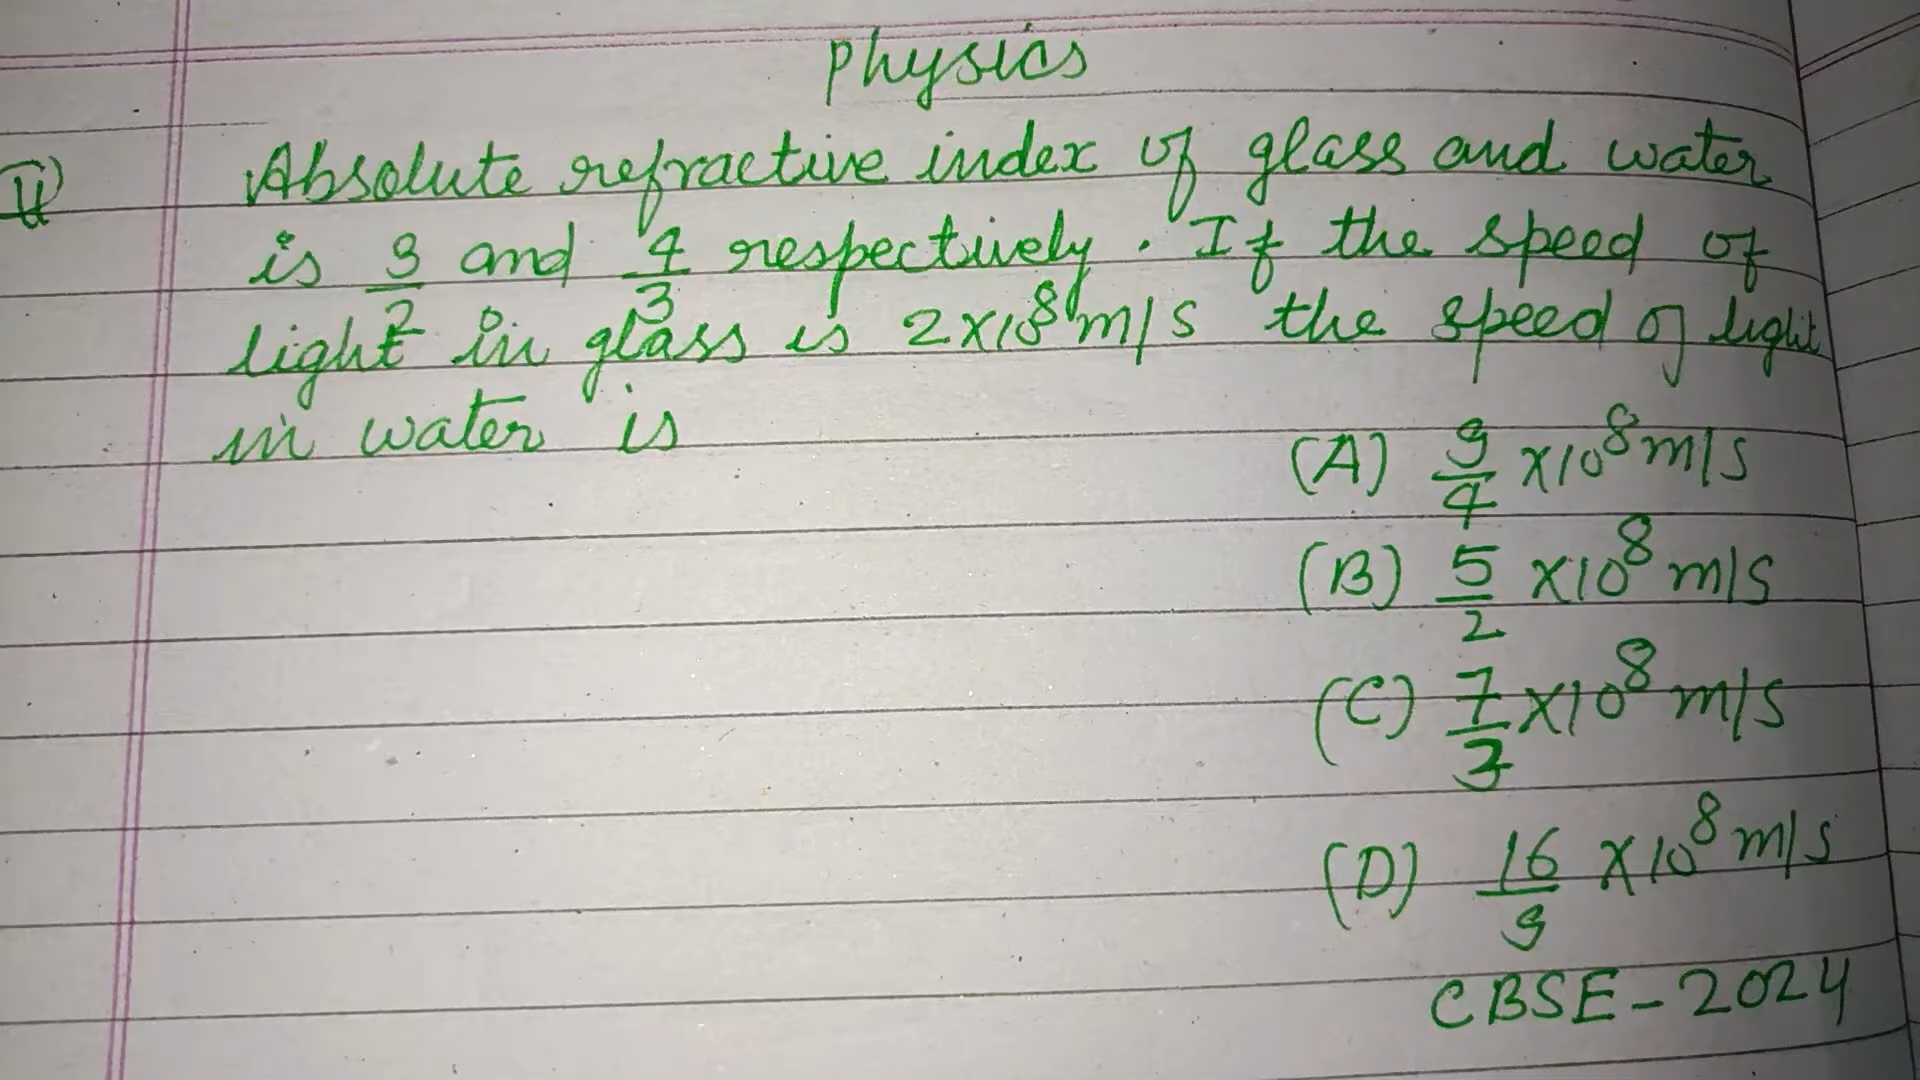 Physics
Q Absolute refractive index of glass and water
is 3/2 and 4/3 respectively. If the speed of
light in glass is 2×10⁸ m/s the speed of light
in water is
(A) 9/4 ×10⁸ m/s
(B) 5/2 ×10⁸ m/s
(C) 7/3 ×10⁸ m/s
(D) 16/9 ×10⁸ m/s
CBSE-2024